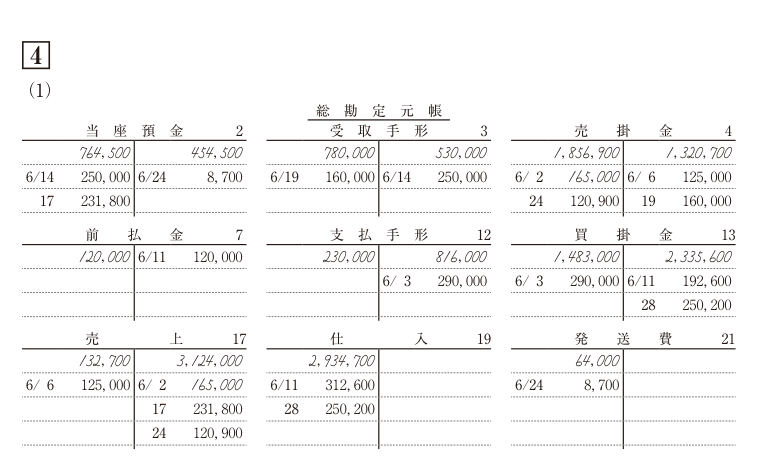 4
(1)
総勘定元帳
当座預金 2 受取手形 3 売掛金 4
764,500 454,500 780,000 530,000 1,856,900 1,320,700
6/14 250,000 6/24 8,700 6/19 160,000 6/14 250,000 6/ 2 165,000 6/ 6 125,000
17 231,800 24 120,900 19 160,000
前払金 7 支払手形 12 買掛金 13
120,000 6/11 120,000 230,000 816,000 1,483,000 2,335,600
6/ 3 290,000 6/ 3 290,000 6/11 192,600
28 250,200
売上 17 仕入 19 発送費 21
132,700 3,124,000 2,934,700 64,000
6/ 6 125,000 6/ 2 165,000 6/11 312,600 6/24 8,700
17 231,800 28 250,200
24 120,900